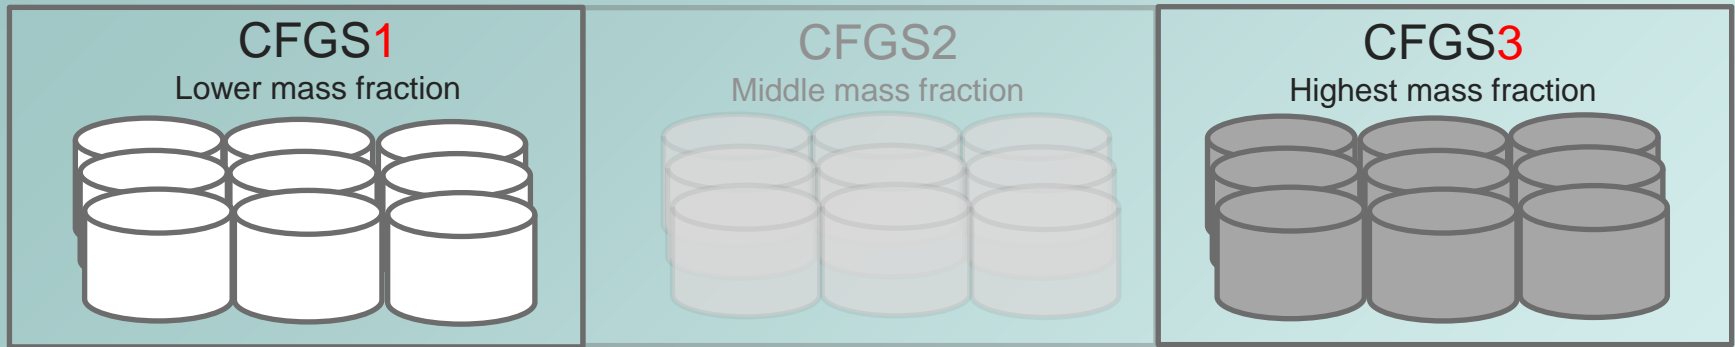 CFGS1
Lower mass fraction
CFGS2
Middle mass fraction
CFGS3
Highest mass fraction